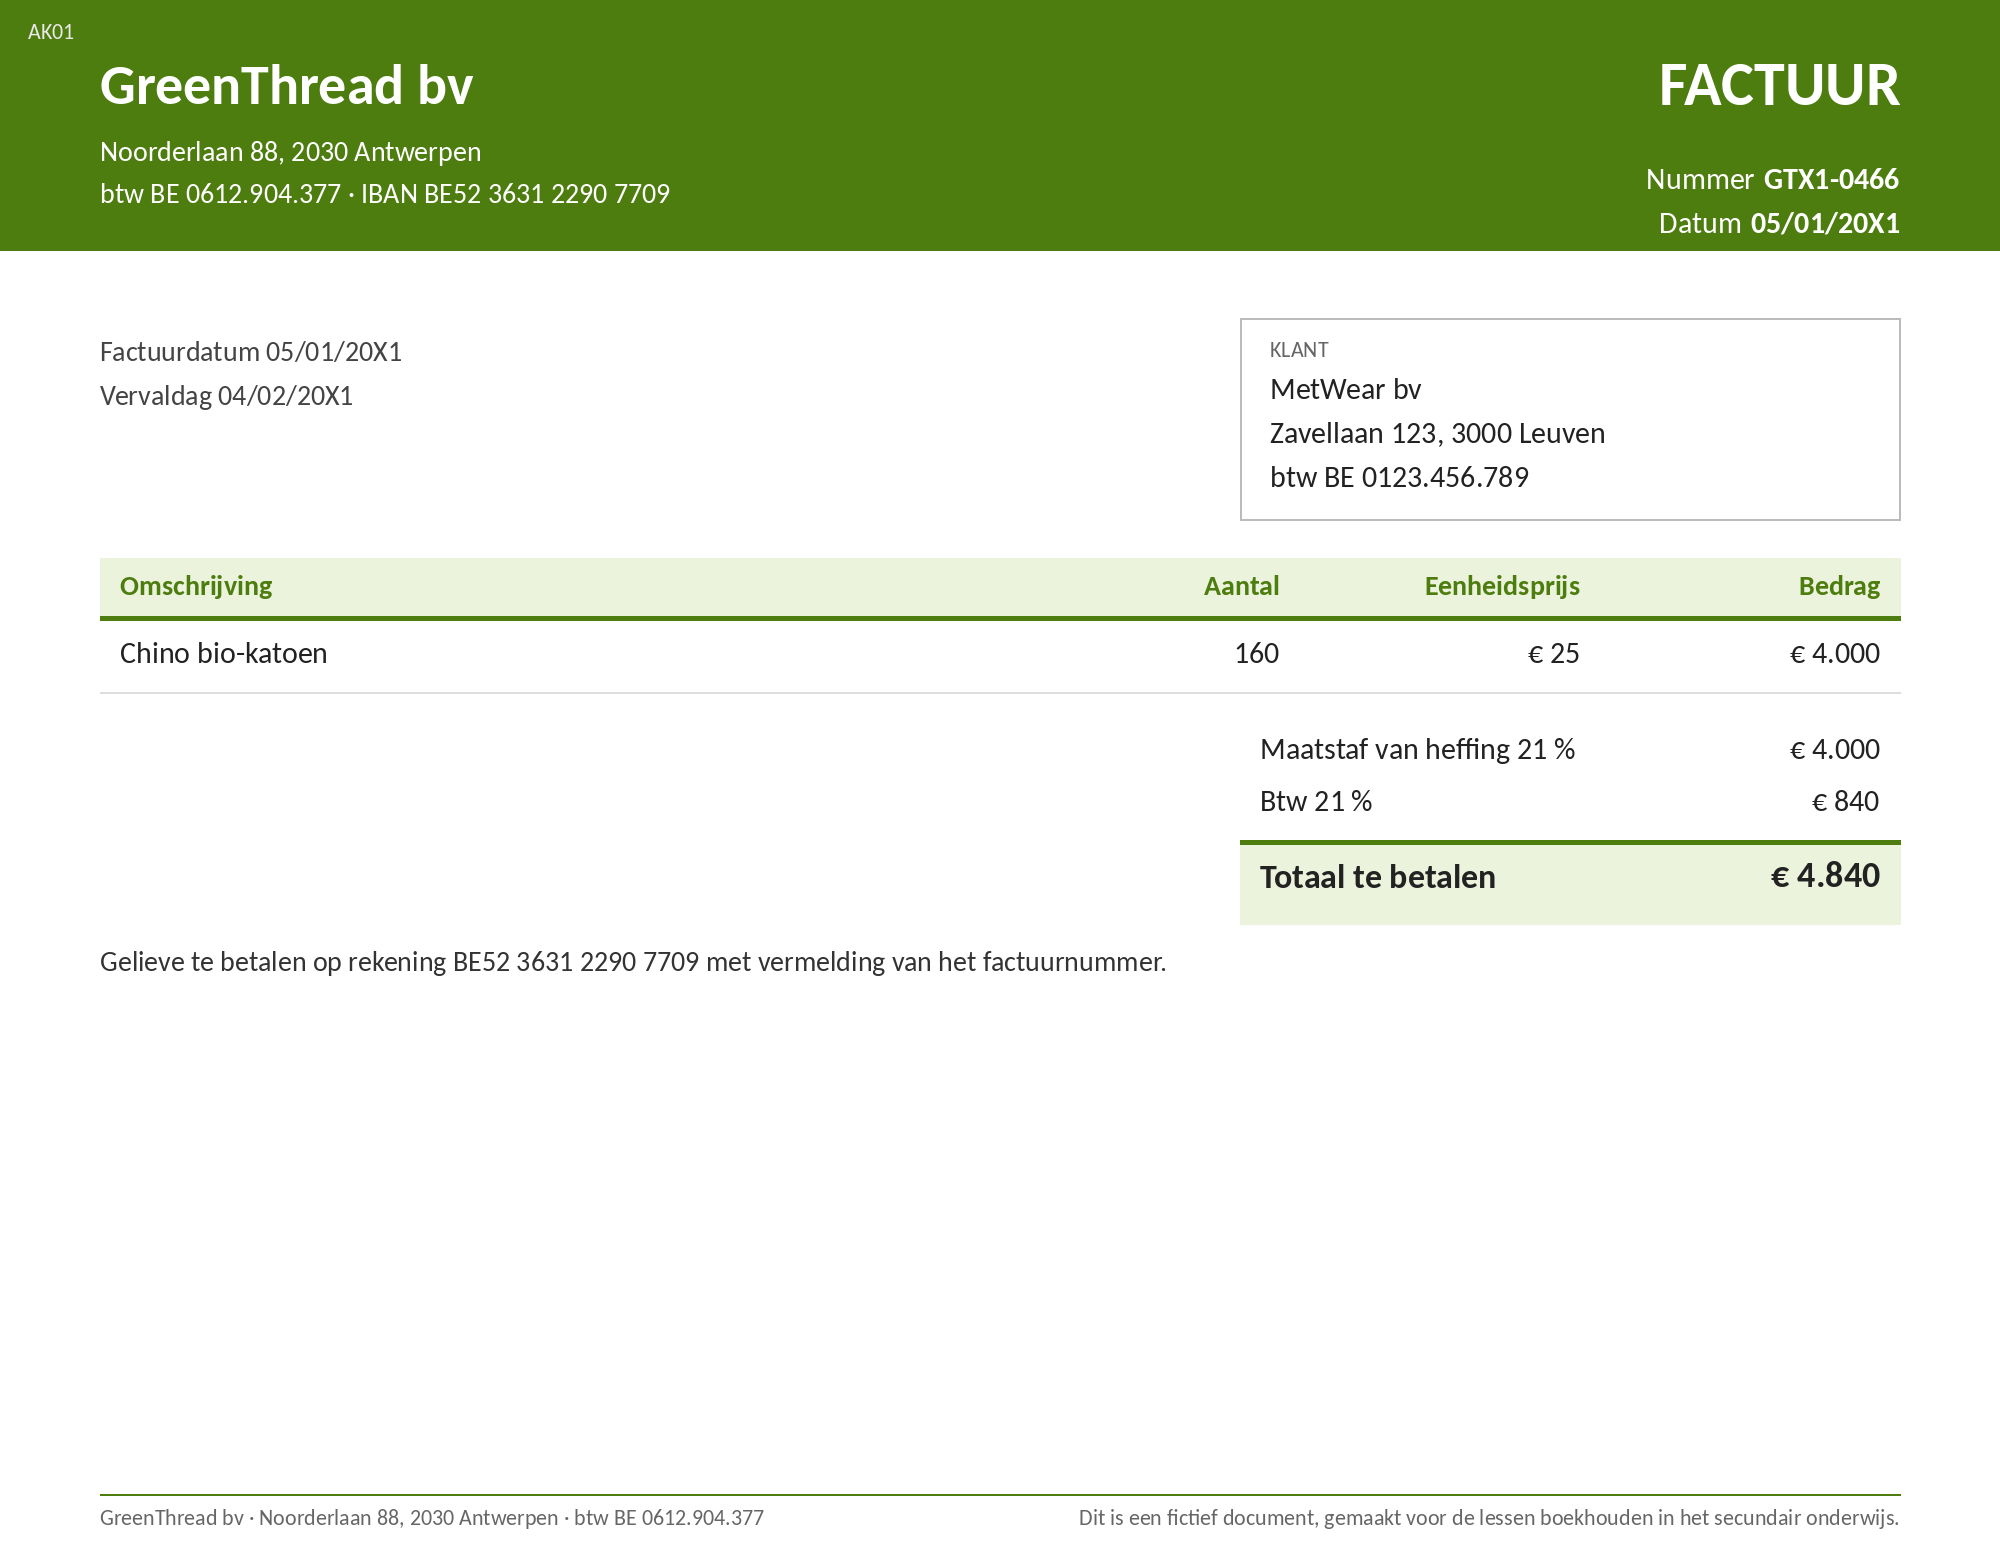 AK01
GreenThread bv
FACTUUR
Noorderlaan 88, 2030 Antwerpen
btw BE 0612.904.377 · IBAN BE52 3631 2290 7709
Nummer GTX1-0466
Datum 05/01/20X1
Factuurdatum 05/01/20X1
Vervaldag 04/02/20X1
KLANT
MetWear bv
Zavellaan 123, 3000 Leuven
btw BE 0123.456.789
Omschrijving Aantal Eenheidsprijs Bedrag
Chino bio-katoen 160 € 25 € 4.000
Maatstaf van heffing 21 % € 4.000
Btw 21 % € 840
Totaal te betalen € 4.840
Gelieve te betalen op rekening BE52 3631 2290 7709 met vermelding van het factuurnummer.
GreenThread bv · Noorderlaan 88, 2030 Antwerpen · btw BE 0612.904.377
Dit is een fictief document, gemaakt voor de lessen boekhouden in het secundair onderwijs.